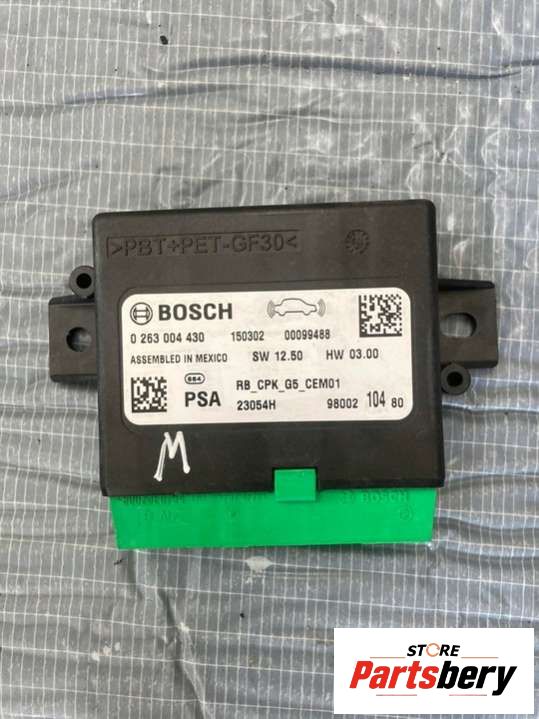 >PBT+PET-GF30<
BOSCH
0 263 004 430 150302 00099488
ASSEMBLED IN MEXICO SW 12.50 HW 03.00
664 RB_CPK_G5_CEM01
PSA 23054H 98002 104 80
M
BOSCH
STORE
Partsbery